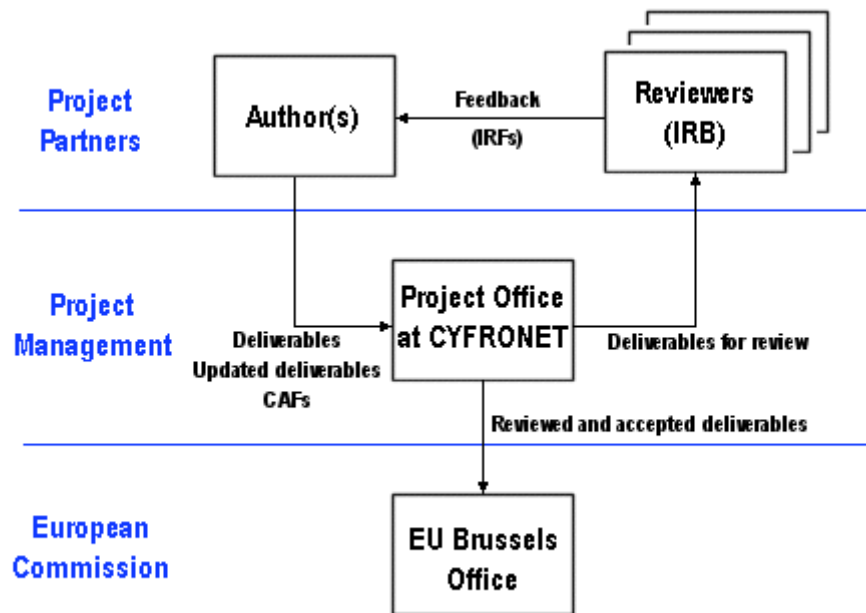 Project
Partners
Author(s)
Feedback
(IRFs)
Reviewers
(IRB)
Project
Management
Deliverables
Updated deliverables
CAFs
Project Office
at CYFRONET
Deliverables for review
Reviewed and accepted deliverables
European
Commission
EU Brussels
Office